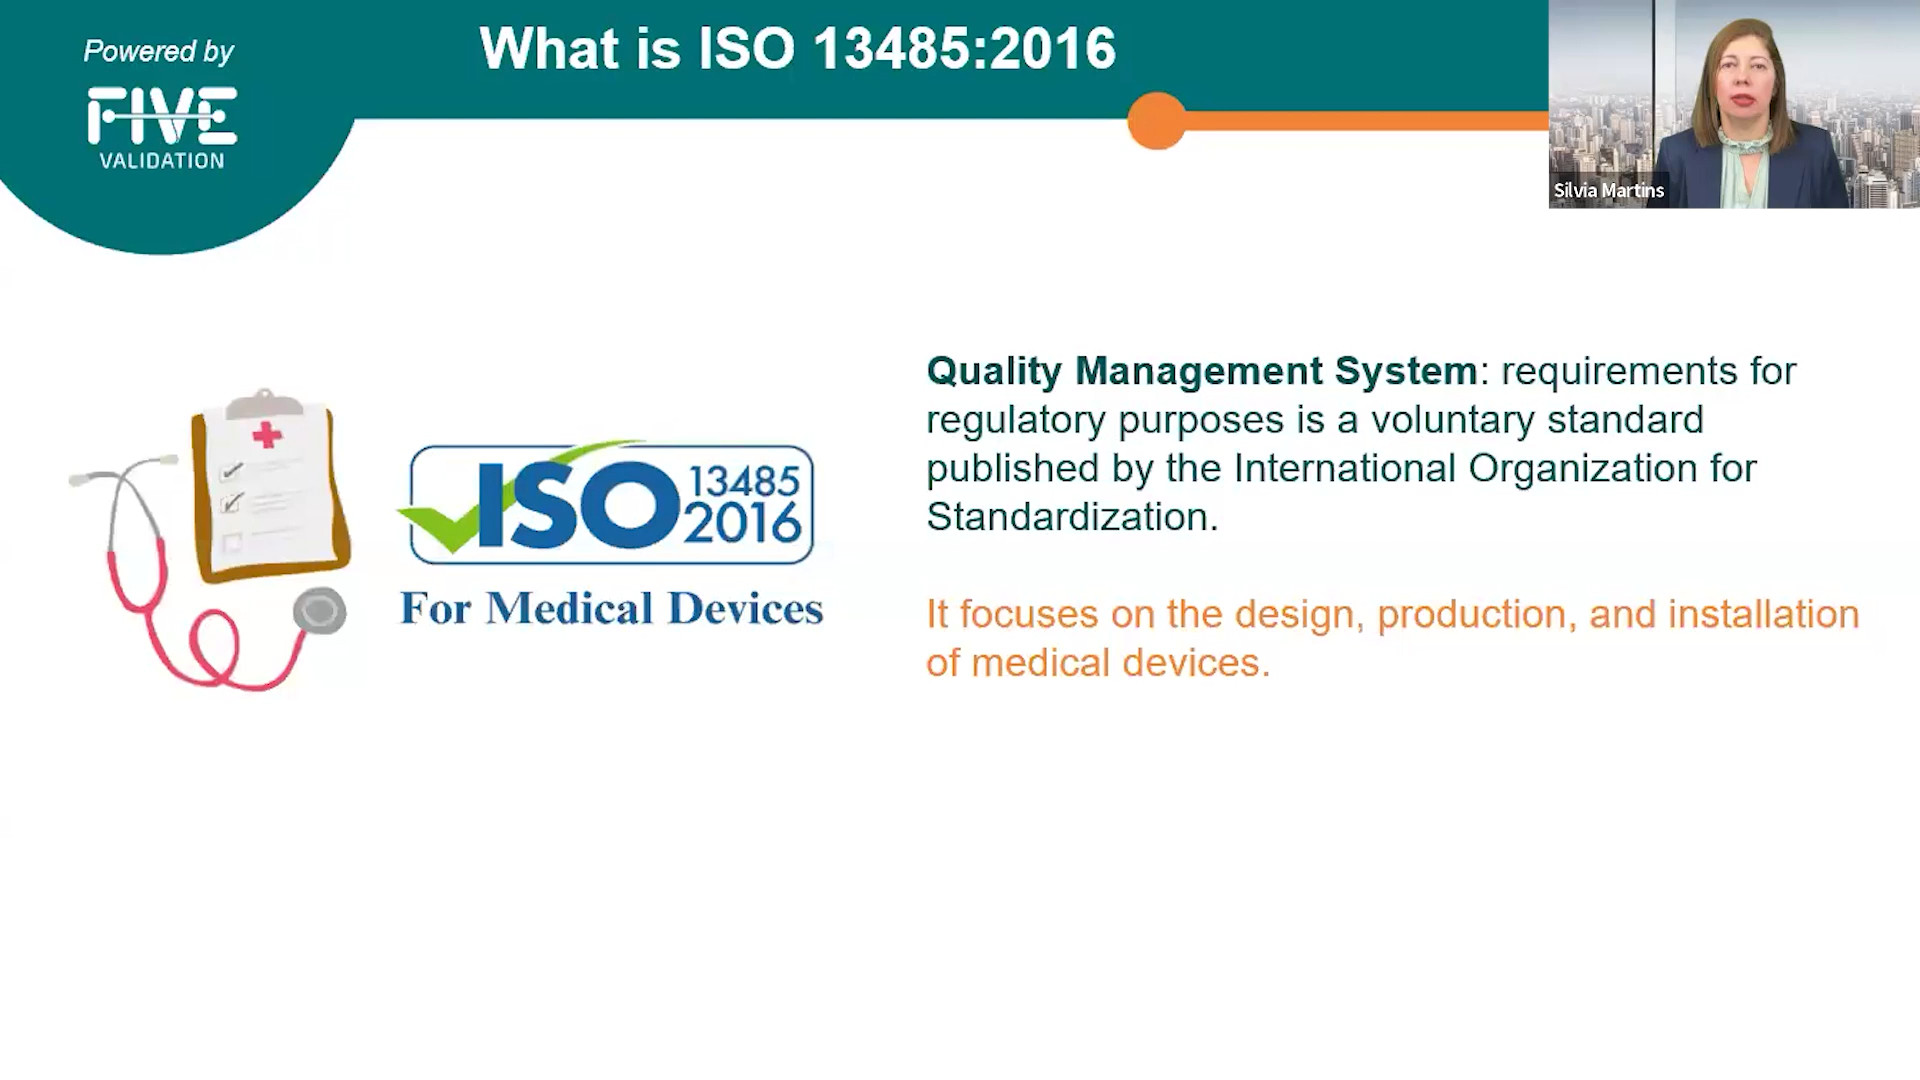 Powered by
FIVE
VALIDATION
What is ISO 13485:2016
Silvia Martins
ISO 13485
2016
For Medical Devices
Quality Management System: requirements for
regulatory purposes is a voluntary standard
published by the International Organization for
Standardization.
It focuses on the design, production, and installation
of medical devices.